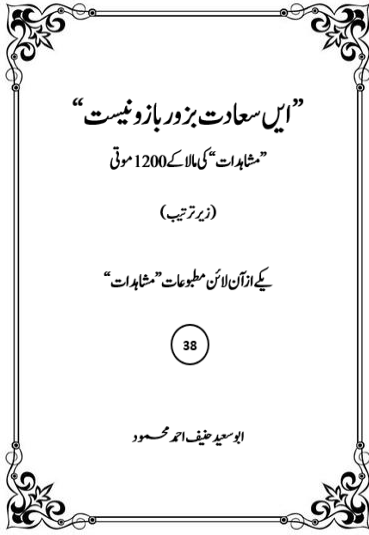 ”ایں سعادت بزور بازو نیست“
”مشاہدات“ کی مالا کے 1200 موتی
(زیر ترتیب)
یکے از آن لائن مطبوعات ”مشاہدات“
38
ابو سعید حنیف احمد محمود